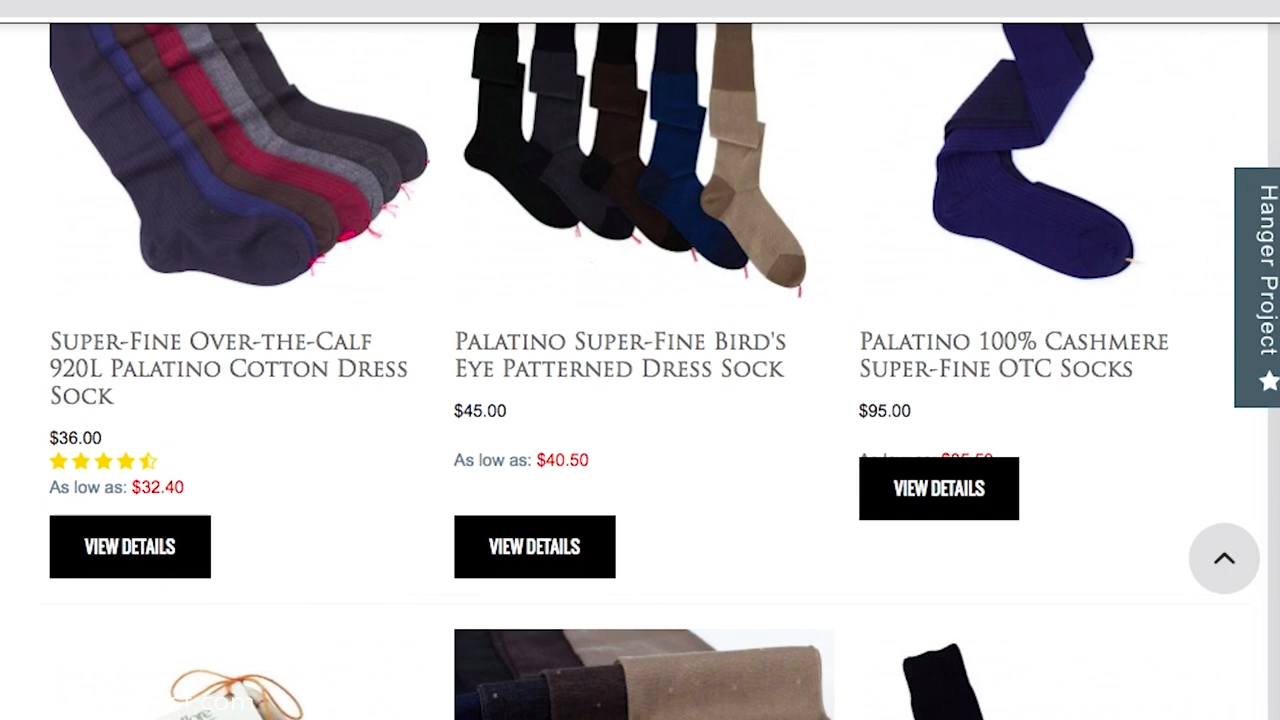 Hanger Project
SUPER-FINE OVER-THE-CALF
920L PALATINO COTTON DRESS
SOCK
$36.00
As low as: $32.40
VIEW DETAILS
PALATINO SUPER-FINE BIRD'S
EYE PATTERNED DRESS SOCK
$45.00
As low as: $40.50
VIEW DETAILS
PALATINO 100% CASHMERE
SUPER-FINE OTC SOCKS
$95.00
VIEW DETAILS